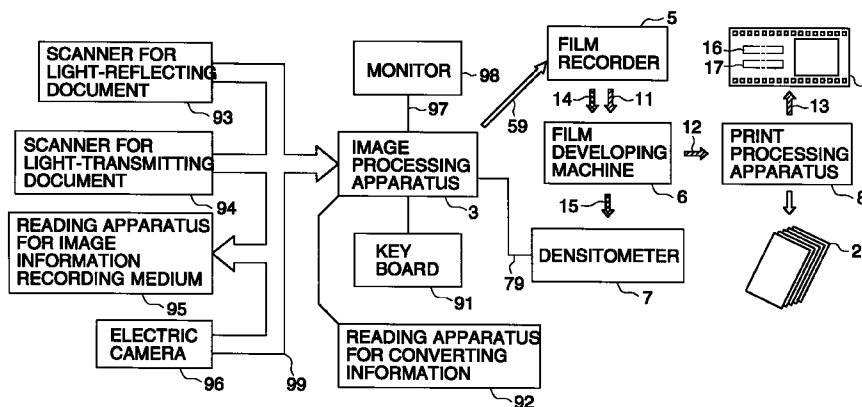 SCANNER FOR
LIGHT-REFLECTING
DOCUMENT
93
SCANNER FOR
LIGHT-TRANSMITTING
DOCUMENT
94
READING APPARATUS
FOR IMAGE
INFORMATION
RECORDING MEDIUM
95
ELECTRIC
CAMERA
96
99
MONITOR
98
97
IMAGE
PROCESSING
APPARATUS
3
KEY
BOARD
91
READING APPARATUS
FOR CONVERTING
INFORMATION
92
59
5
FILM
RECORDER
14
11
FILM
DEVELOPING
MACHINE
6
15
79
DENSITOMETER
7
12
16
17
13
PRINT
PROCESSING
APPARATUS
8
2